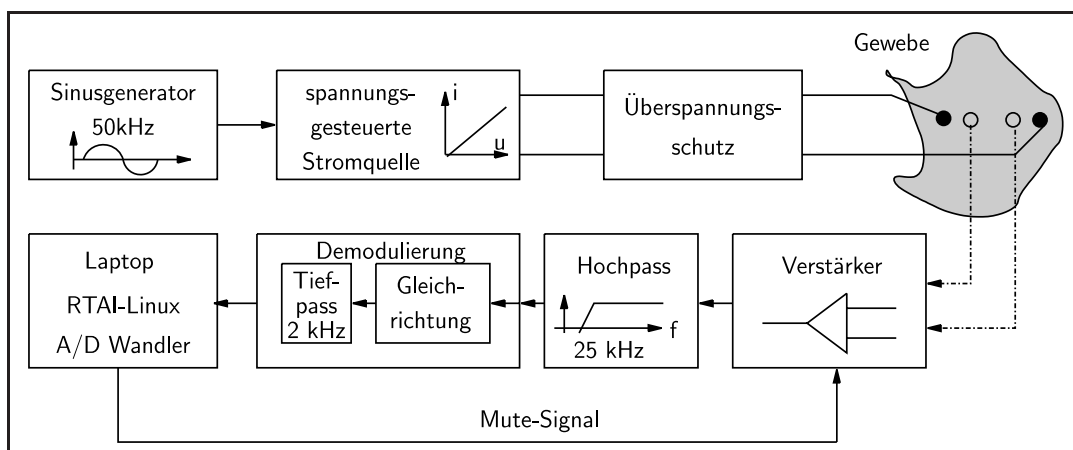 Gewebe
Sinusgenerator
50kHz
spannungs-
gesteuerte
Stromquelle
i
u
Überspannungs-
schutz
Laptop
RTAI-Linux
A/D Wandler
Demodulierung
Tief-
pass
2 kHz
Gleich-
richtung
Hochpass
f
25 kHz
Verstärker
Mute-Signal